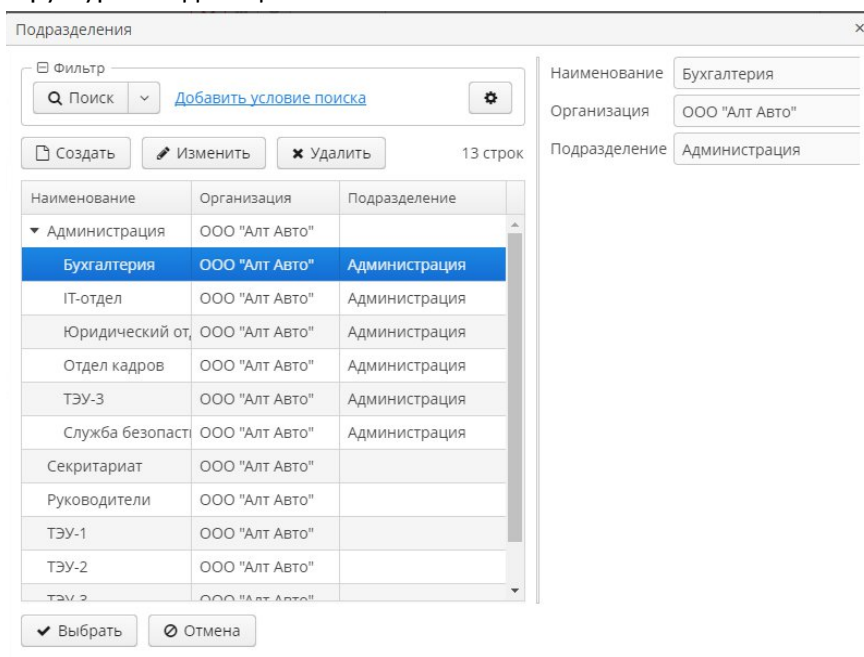 Подразделения ×
Фильтр
Поиск Добавить условие поиска
Создать Изменить Удалить 13 строк
Наименование Организация Подразделение
Администрация ООО "Алт Авто"
Бухгалтерия ООО "Алт Авто" Администрация
IT-отдел ООО "Алт Авто" Администрация
Юридический от ООО "Алт Авто" Администрация
Отдел кадров ООО "Алт Авто" Администрация
ТЭУ-3 ООО "Алт Авто" Администрация
Служба безопаст ООО "Алт Авто" Администрация
Секритариат ООО "Алт Авто"
Руководители ООО "Алт Авто"
ТЭУ-1 ООО "Алт Авто"
ТЭУ-2 ООО "Алт Авто"
ООО "Алт Авто"
Выбрать Отмена
Наименование Бухгалтерия
Организация ООО "Алт Авто"
Подразделение Администрация